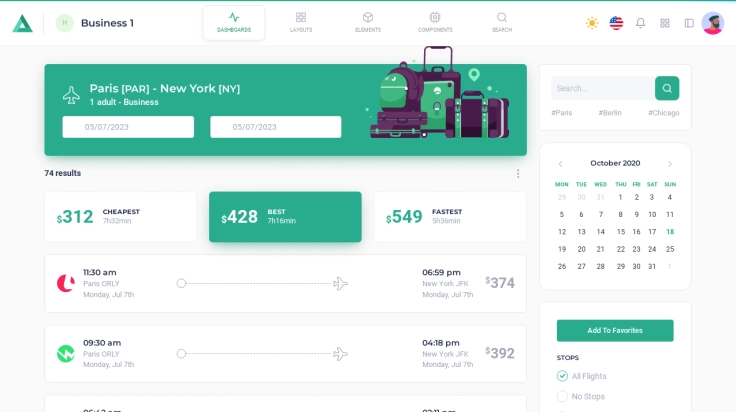 H
Business 1
DASHBOARDS
LAYOUTS
ELEMENTS
COMPONENTS
SEARCH
Paris [PAR] - New York [NY]
1 adult - Business
05/07/2023
05/07/2023
74 results
$312
CHEAPEST
7h32min
$428
BEST
7h16min
$549
FASTEST
5h36min
11:30 am
Paris ORLY
Monday, Jul 7th
06:59 pm
New York JFK
Monday, Jul 7th
$374
09:30 am
Paris ORLY
Monday, Jul 7th
04:18 pm
New York JFK
Monday, Jul 7th
$392
Search...
#Paris #Berlin #Chicago
October 2020
MON TUE WED THU FRI SAT SUN
29 30 31 1 2 3 4
5 6 7 8 9 10 11
12 13 14 15 16 17 18
19 20 21 22 23 24 25
26 27 28 29 30 31 1
Add To Favorites
STOPS
All Flights
No Stops